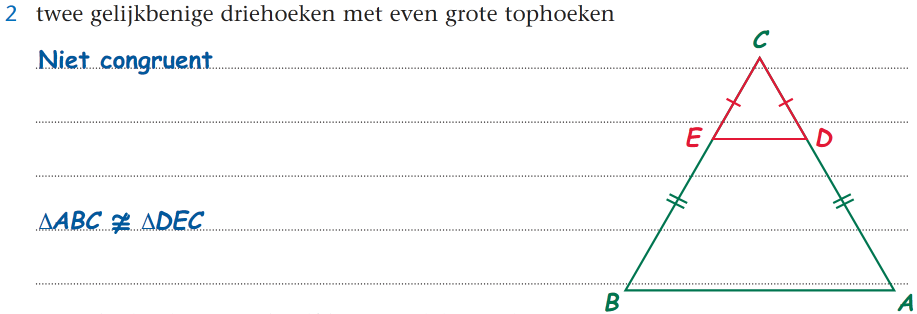 2 twee gelijkbenige driehoeken met even grote tophoeken
C
Niet congruent
E D
ΔABC ≇ ΔDEC
B A